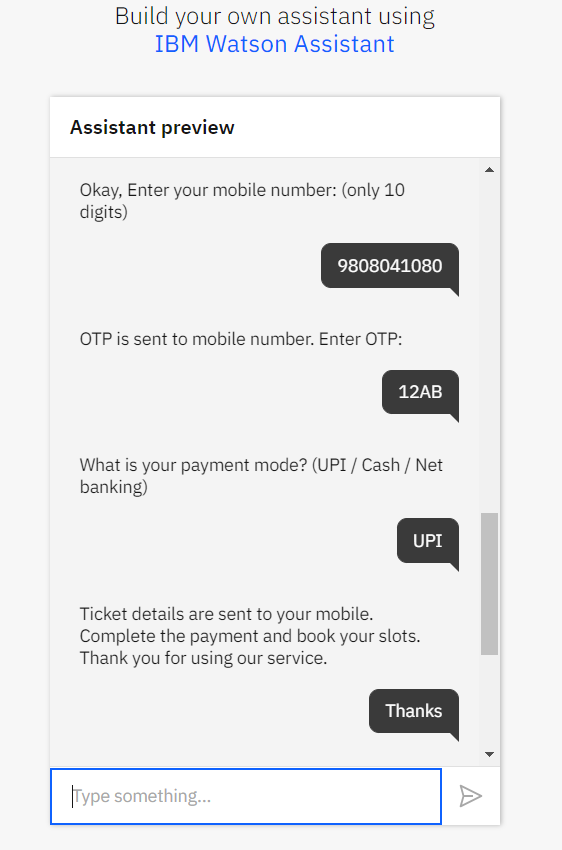 Build your own assistant using
IBM Watson Assistant
Assistant preview
Okay, Enter your mobile number: (only 10
digits)
9808041080
OTP is sent to mobile number. Enter OTP:
12AB
What is your payment mode? (UPI / Cash / Net
banking)
UPI
Ticket details are sent to your mobile.
Complete the payment and book your slots.
Thank you for using our service.
Thanks
Type something...